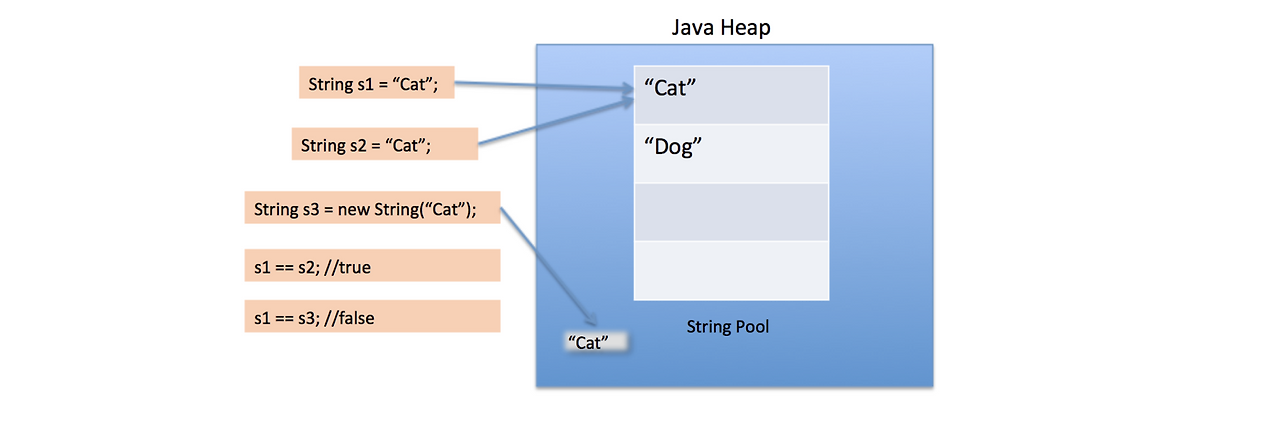 Java Heap
String s1 = “Cat”;
String s2 = “Cat”;
String s3 = new String(“Cat”);
s1 == s2; //true
s1 == s3; //false
“Cat”
“Dog”
String Pool
“Cat”